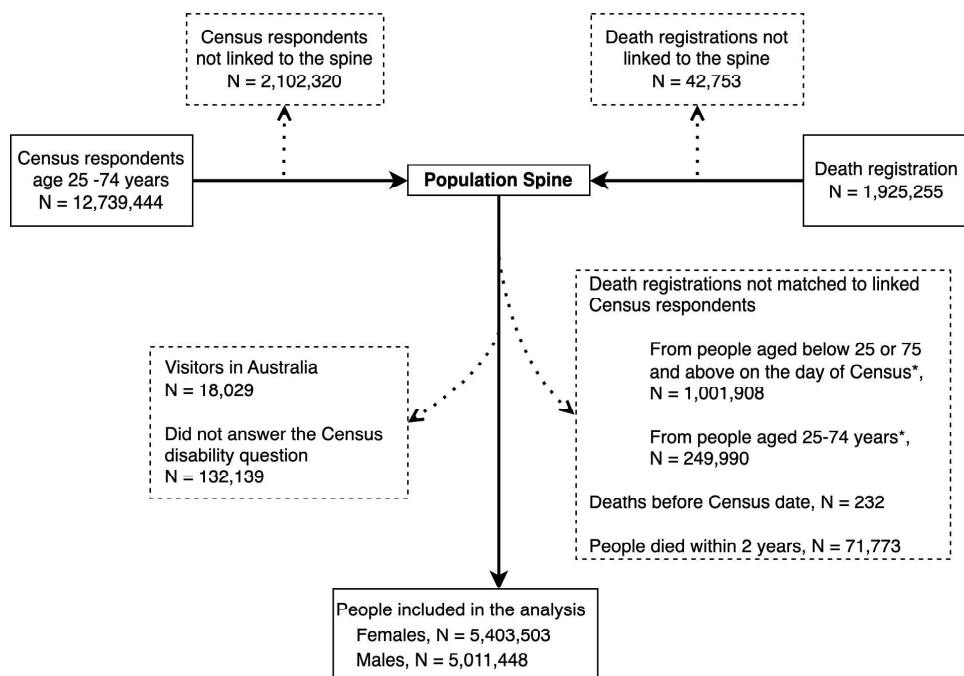 Census respondents
not linked to the spine
N = 2,102,320
Death registrations not
linked to the spine
N = 42,753
Census respondents
age 25 -74 years
N = 12,739,444
Population Spine
Death registration
N = 1,925,255
Visitors in Australia
N = 18,029
Did not answer the Census
disability question
N = 132,139
Death registrations not matched to linked
Census respondents
From people aged below 25 or 75
and above on the day of Census*,
N = 1,001,908
From people aged 25-74 years*,
N = 249,990
Deaths before Census date, N = 232
People died within 2 years, N = 71,773
People included in the analysis
Females, N = 5,403,503
Males, N = 5,011,448